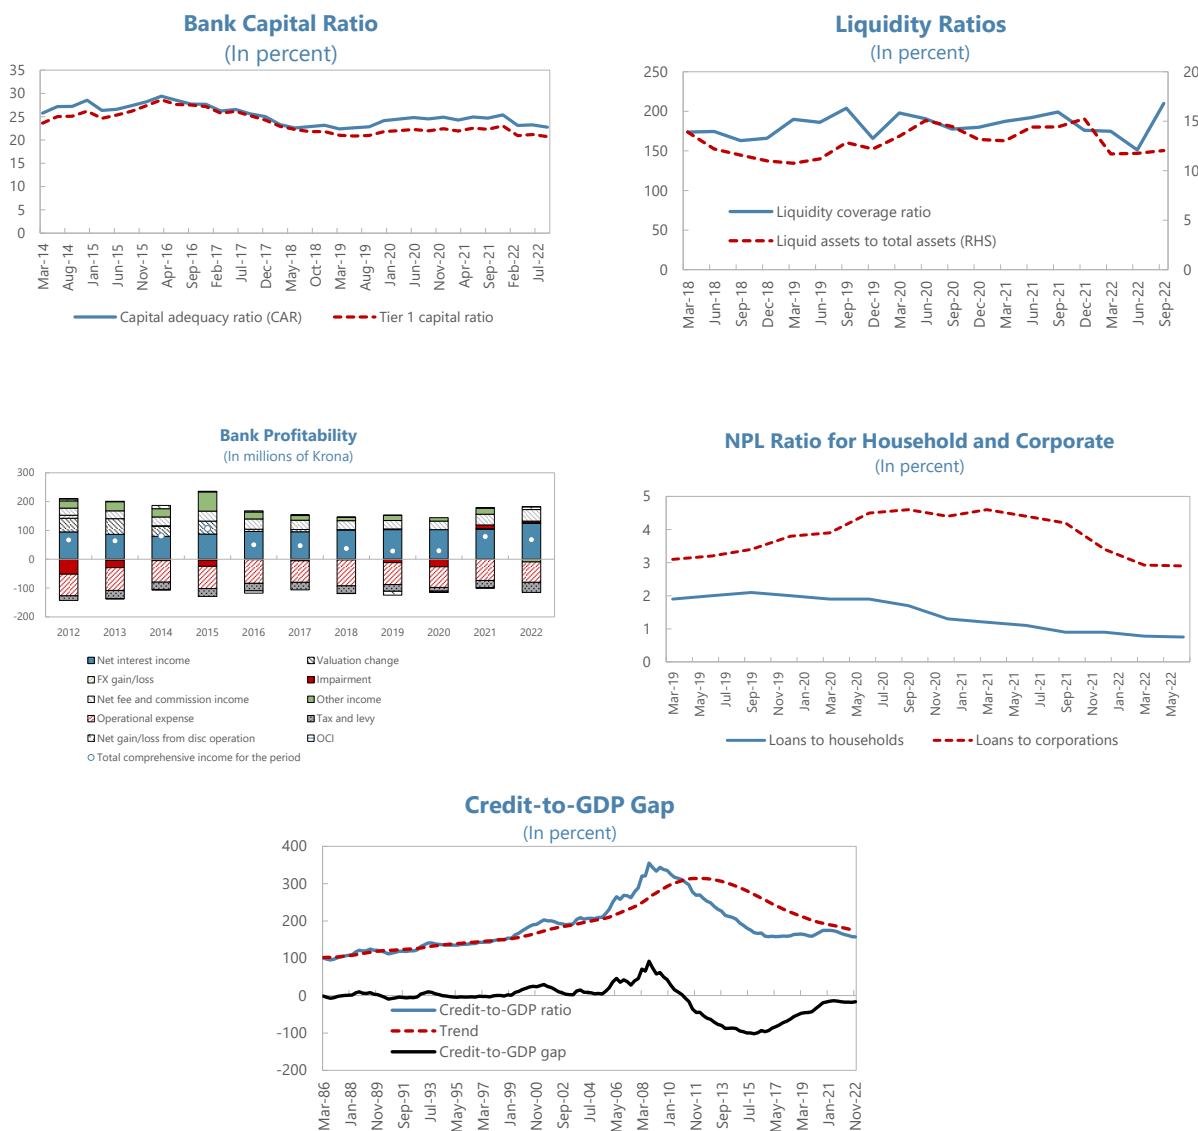 Bank Capital Ratio
(In percent)
35
30
25
20
15
10
5
0
Mar-14
Aug-14
Jan-15
Jun-15
Nov-15
Apr-16
Sep-16
Feb-17
Jul-17
Dec-17
May-18
Oct-18
Mar-19
Aug-19
Jan-20
Jun-20
Nov-20
Apr-21
Sep-21
Feb-22
Jul-22
Capital adequacy ratio (CAR)
Tier 1 capital ratio
Liquidity Ratios
(In percent)
250
200
150
100
50
0
20
15
10
5
0
Liquidity coverage ratio
Liquid assets to total assets (RHS)
Mar-18
Jun-18
Sep-18
Dec-18
Mar-19
Jun-19
Sep-19
Dec-19
Mar-20
Jun-20
Sep-20
Dec-20
Mar-21
Jun-21
Sep-21
Dec-21
Mar-22
Jun-22
Sep-22
Bank Profitability
(In millions of Krona)
300
200
100
0
-100
-200
2012 2013 2014 2015 2016 2017 2018 2019 2020 2021 2022
Net interest income
Valuation change
FX gain/loss
Impairment
Net fee and commission income
Other income
Operational expense
Tax and levy
Net gain/loss from disc operation
OCI
Total comprehensive income for the period
NPL Ratio for Household and Corporate
(In percent)
5
4
3
2
1
0
Mar-19
May-19
Jul-19
Sep-19
Nov-19
Jan-20
Mar-20
May-20
Jul-20
Sep-20
Nov-20
Jan-21
Mar-21
May-21
Jul-21
Sep-21
Nov-21
Jan-22
Mar-22
May-22
Loans to households
Loans to corporations
Credit-to-GDP Gap
(In percent)
400
300
200
100
0
-100
-200
Credit-to-GDP ratio
Trend
Credit-to-GDP gap
Mar-86
Jan-88
Nov-89
Sep-91
Jul-93
May-95
Mar-97
Jan-99
Nov-00
Sep-02
Jul-04
May-06
Mar-08
Jan-10
Nov-11
Sep-13
Jul-15
May-17
Mar-19
Jan-21
Nov-22